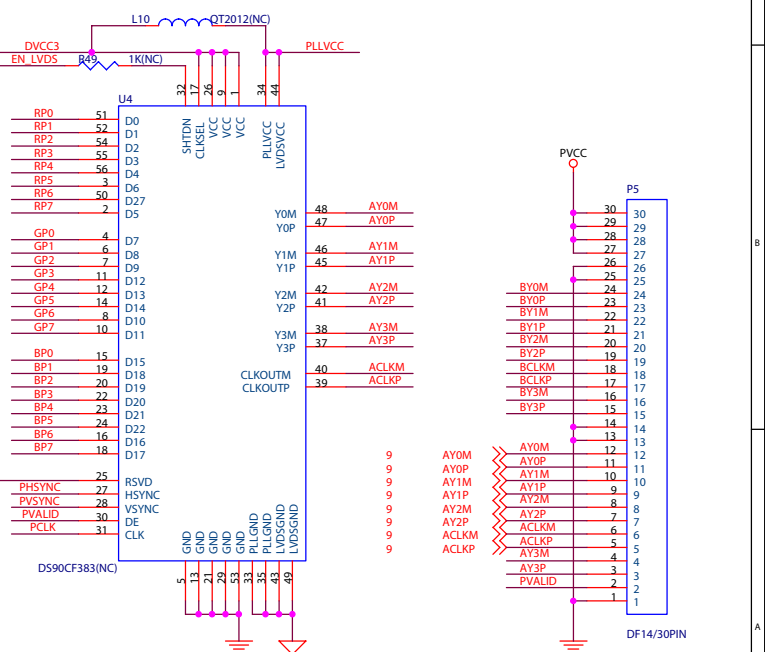 L10 QT2012(NC)
DVCC3 PLLVCC
EN_LVDS R49 1K(NC)
32 17 26 9 1 34 44
U4
SHTDN CLKSEL VCC VCC VCC PLLVCC LVDSVCC
RP0 51 D0
RP1 52 D1
RP2 54 D2
RP3 55 D3
RP4 56 D4
RP5 3 D6
RP6 50 D27
RP7 2 D5
GP0 4 D7
GP1 6 D8
GP2 7 D9
GP3 11 D12
GP4 12 D13
GP5 14 D14
GP6 8 D10
GP7 10 D11
BP0 15 D15
BP1 19 D18
BP2 20 D19
BP3 22 D20
BP4 23 D21
BP5 24 D22
BP6 16 D16
BP7 18 D17
25 RSVD
PHSYNC 27 HSYNC
PVSYNC 28 VSYNC
PVALID 30 DE
PCLK 31 CLK
Y0M 48 AY0M
Y0P 47 AY0P
Y1M 46 AY1M
Y1P 45 AY1P
Y2M 42 AY2M
Y2P 41 AY2P
Y3M 38 AY3M
Y3P 37 AY3P
CLKOUTM 40 ACLKM
CLKOUTP 39 ACLKP
GND GND GND GND GND PLLGND PLLGND LVDSGND LVDSGND
DS90CF383(NC)
5 13 21 29 53 33 35 43 49
9 AY0M
9 AY0P
9 AY1M
9 AY1P
9 AY2M
9 AY2P
9 ACLKM
9 ACLKP
PVCC
P5
30 30
29 29
28 28
27 27
26 26
25 25
BY0M 24 24
BY0P 23 23
BY1M 22 22
BY1P 21 21
BY2M 20 20
BY2P 19 19
BCLKM 18 18
BCLKP 17 17
BY3M 16 16
BY3P 15 15
14 14
13 13
AY0M 12 12
AY0P 11 11
AY1M 10 10
AY1P 9 9
AY2M 8 8
AY2P 7 7
ACLKM 6 6
ACLKP 5 5
AY3M 4 4
AY3P 3 3
PVALID 2 2
1 1
DF14/30PIN
B
A